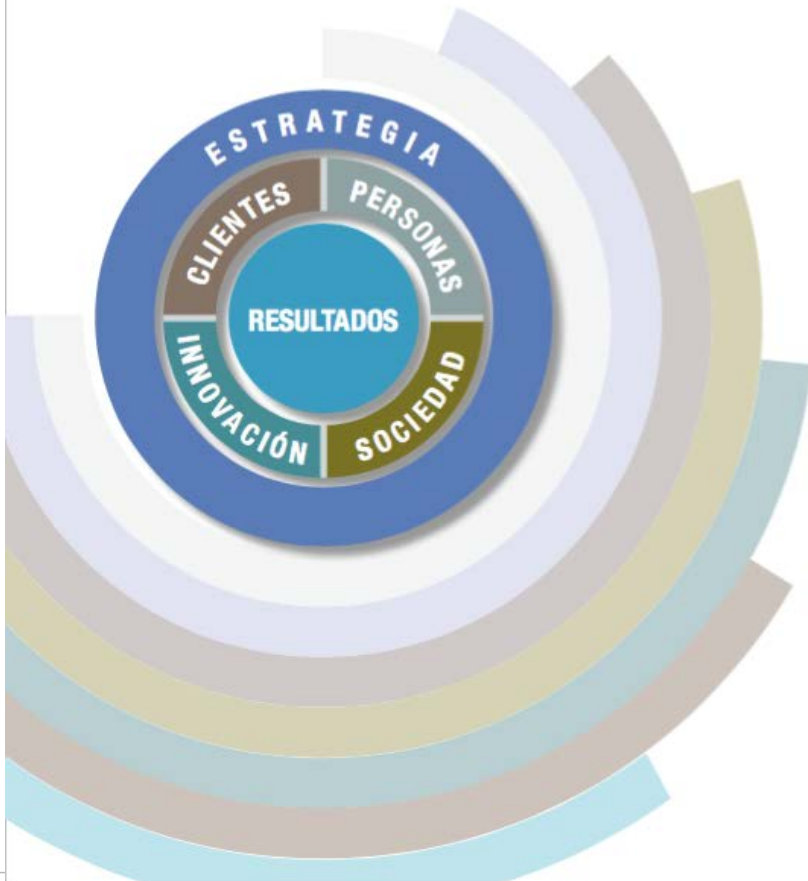 ESTRATEGIA
CLIENTES
PERSONAS
RESULTADOS
INNOVACIÓN
SOCIEDAD